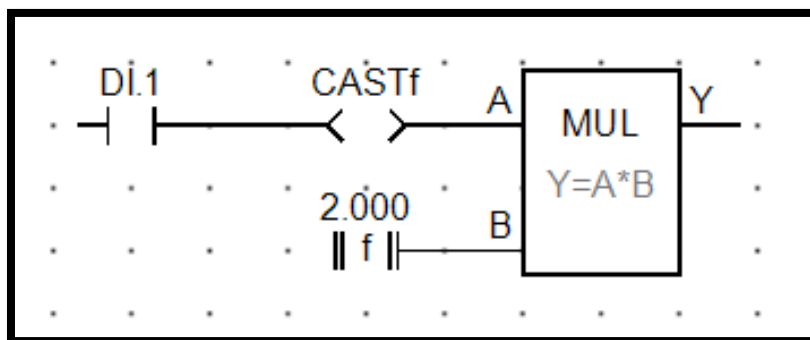 DI.1
CASTf
A
MUL
Y
Y=A*B
2.000
f
B